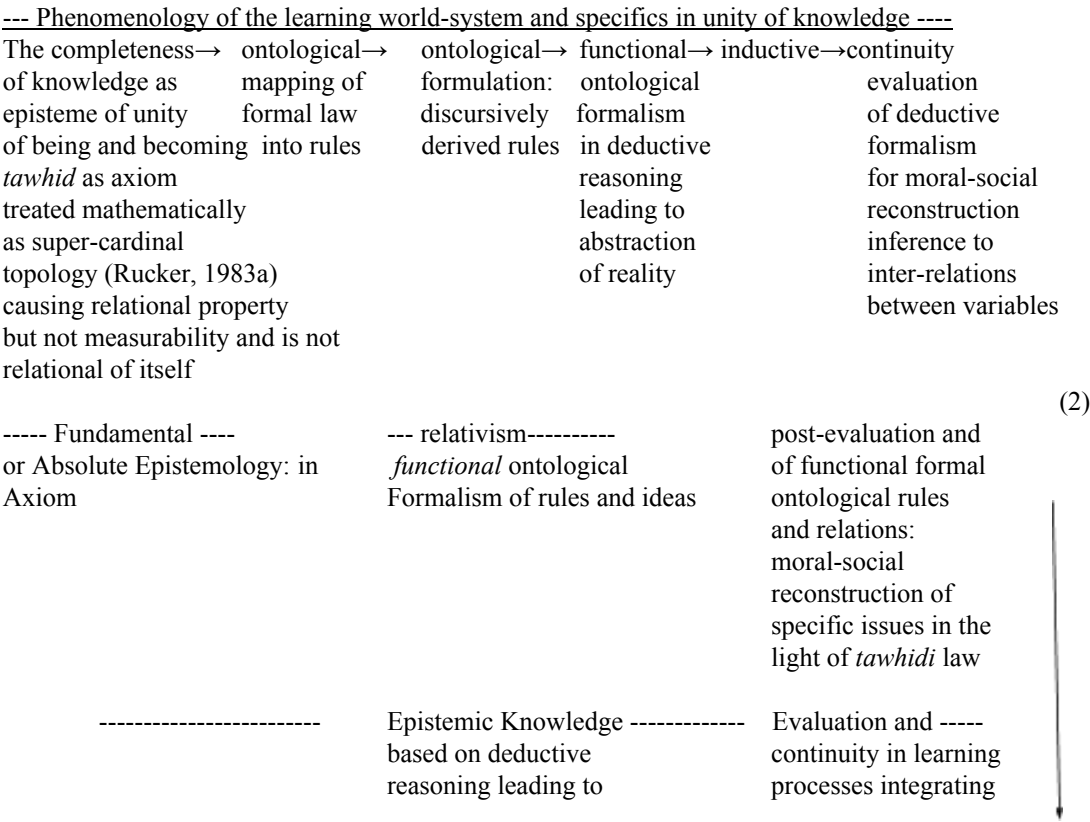 --- Phenomenology of the learning world-system and specifics in unity of knowledge ----
The completeness→ ontological→ ontological→ functional→ inductive→continuity
of knowledge as mapping of formulation: ontological evaluation
episteme of unity formal law discursively formalism of deductive
of being and becoming into rules derived rules in deductive formalism
tawhid as axiom reasoning for moral-social
treated mathematically leading to reconstruction
as super-cardinal abstraction inference to
topology (Rucker, 1983a) of reality inter-relations
causing relational property between variables
but not measurability and is not
relational of itself
(2)
----- Fundamental ---- --- relativism---------- post-evaluation and
or Absolute Epistemology: in functional ontological of functional formal
Axiom Formalism of rules and ideas ontological rules
and relations:
moral-social
reconstruction of
specific issues in the
light of tawhidi law
------------------------- Epistemic Knowledge ------------- Evaluation and -----
based on deductive continuity in learning
reasoning leading to processes integrating